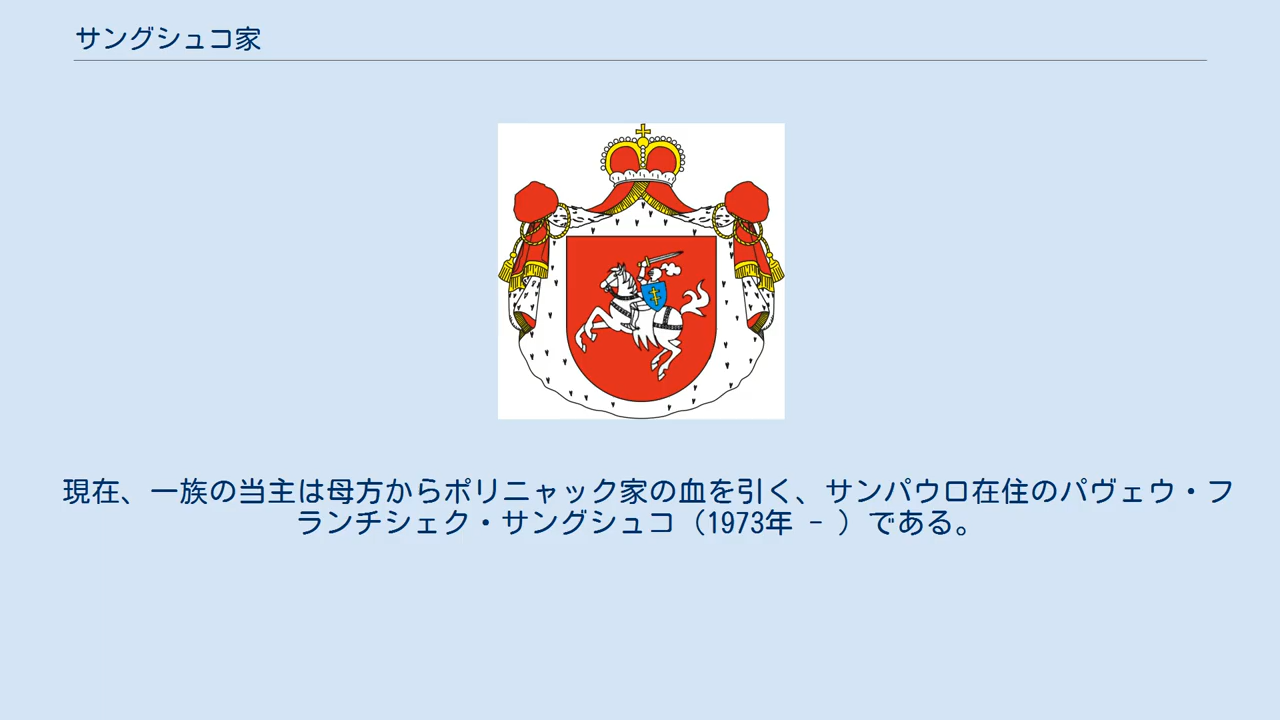 サングシュコ家
現在、一族の当主は母方からポリニャック家の血を引く、サンパウロ在住のパヴェウ・フ
ランチシェク・サングシュコ（1973年 - ）である。